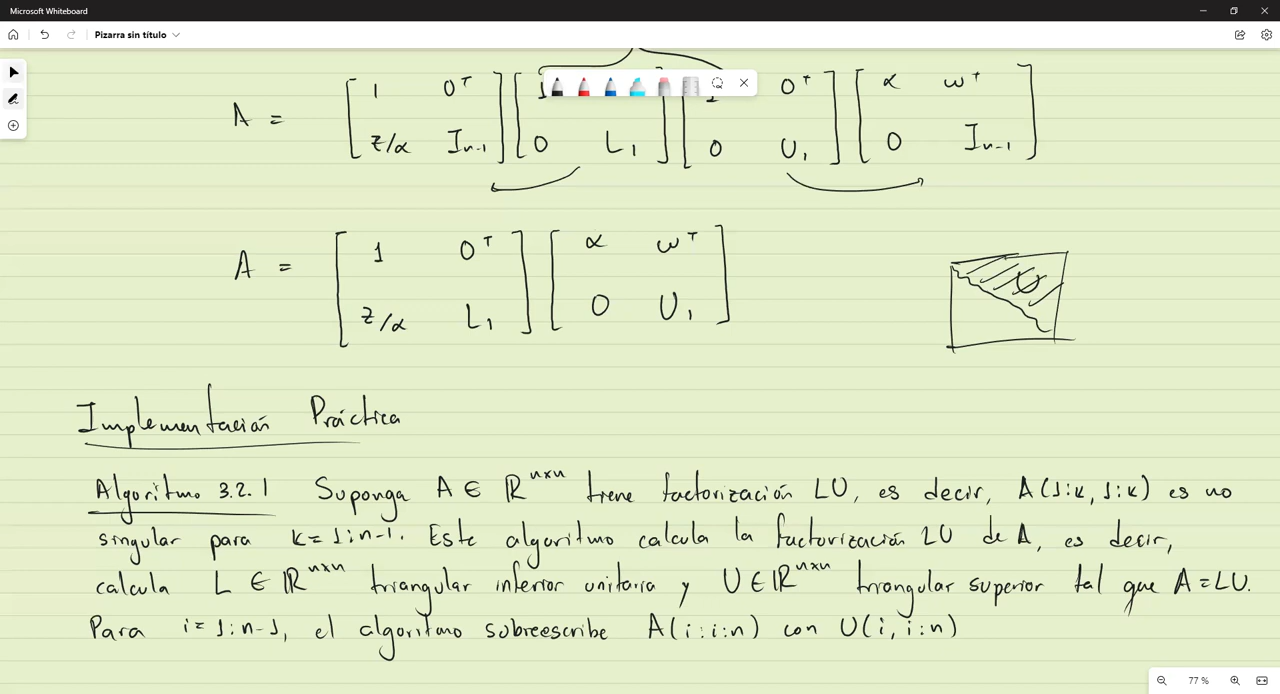 Microsoft Whiteboard
Pizarra sin título
A = [ 1 0ᵀ ; z/α Iₙ₋₁ ] [ 1 ; 0 L₁ ] [ 1 0ᵀ ; 0 U₁ ] [ α wᵀ ; 0 Iₙ₋₁ ]
A = [ 1 0ᵀ ; z/α L₁ ] [ α wᵀ ; 0 U₁ ]
U
Implementación Práctica
Algoritmo 3.2.1 Suponga A ∈ ℝⁿˣⁿ tiene factorización LU, es decir, A(1:k, 1:k) es no
singular para k=1:n-1. Este algoritmo calcula la factorización LU de A, es decir,
calcula L ∈ ℝⁿˣⁿ triangular inferior unitaria y U ∈ ℝⁿˣⁿ triangular superior tal que A = LU.
Para i=1:n-1, el algoritmo sobreescribe A(i:i:n) con U(i, i:n)
77 %